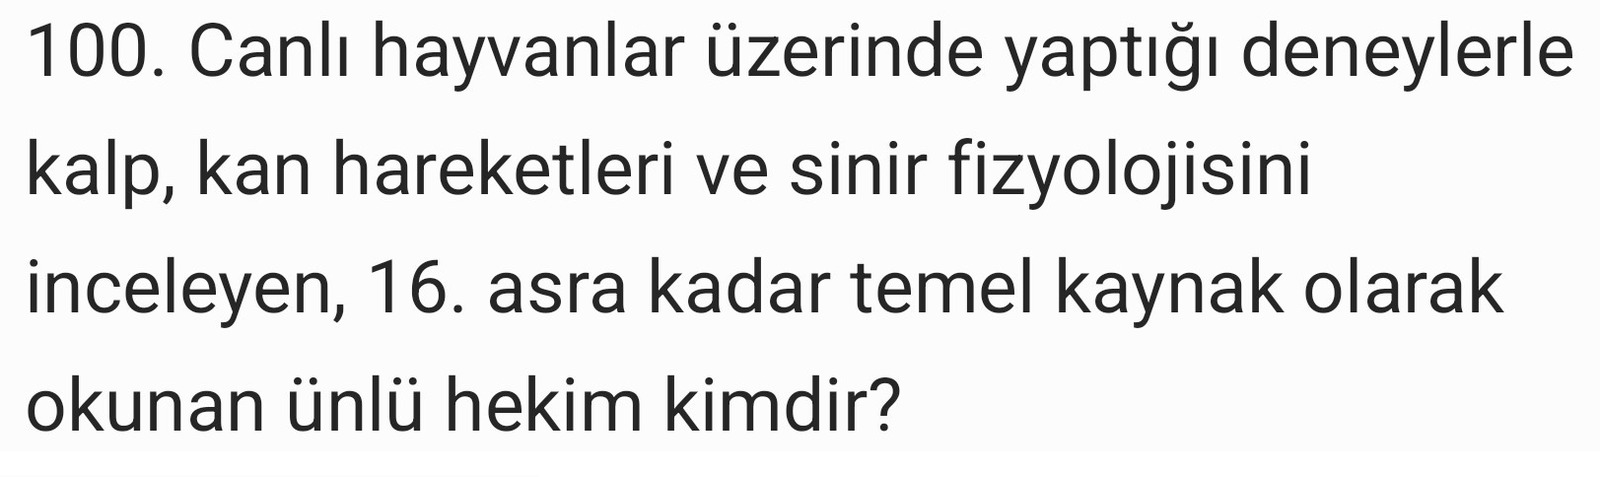 100. Canlı hayvanlar üzerinde yaptığı deneylerle
kalp, kan hareketleri ve sinir fizyolojisini
inceleyen, 16. asra kadar temel kaynak olarak
okunan ünlü hekim kimdir?